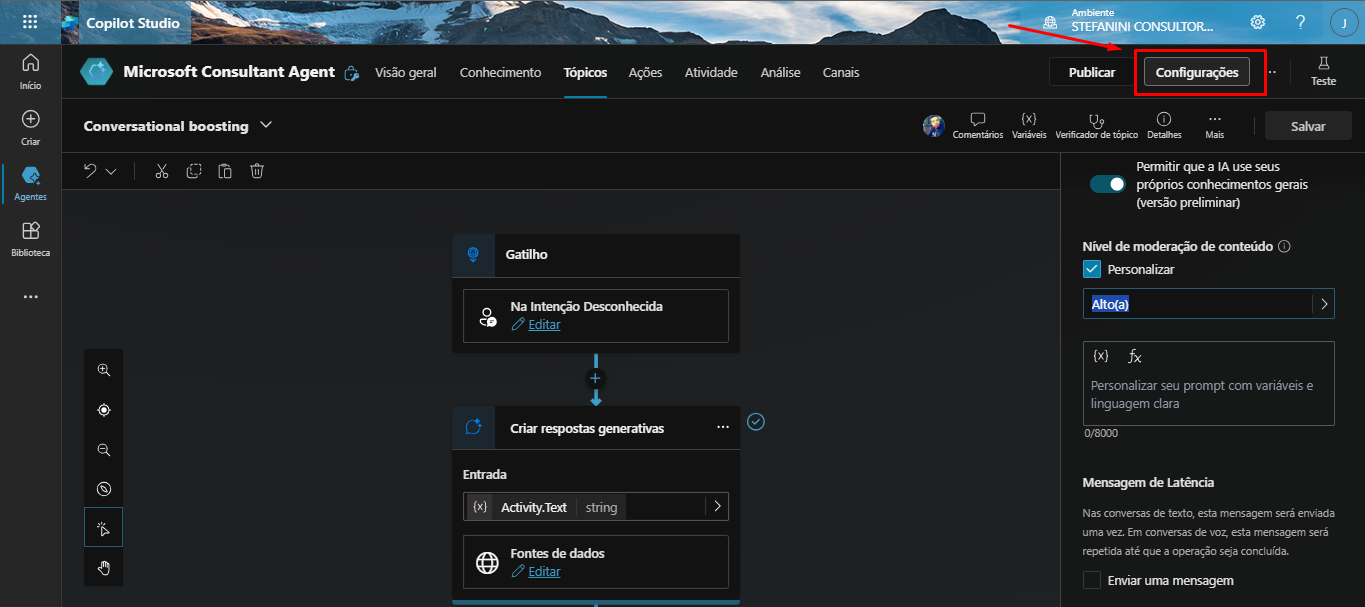 Copilot Studio
Ambiente
STEFANINI CONSULTOR...
?
J
Início
Criar
Agentes
Biblioteca
Microsoft Consultant Agent
Visão geral
Conhecimento
Tópicos
Ações
Atividade
Análise
Canais
Publicar
Configurações
Teste
Conversational boosting
Comentários
{x}
Variáveis
Verificador de tópico
Detalhes
Mais
Salvar
Gatilho
Na Intenção Desconhecida
Editar
Criar respostas generativas
Entrada
{x} Activity.Text string
Fontes de dados
Editar
Permitir que a IA use seus
próprios conhecimentos gerais
(versão preliminar)
Nível de moderação de conteúdo
Personalizar
Alto(a)
{x} fx
Personalizar seu prompt com variáveis e
linguagem clara
0/8000
Mensagem de Latência
Nas conversas de texto, esta mensagem será enviada
uma vez. Em conversas de voz, esta mensagem será
repetida até que a operação seja concluída.
Enviar uma mensagem